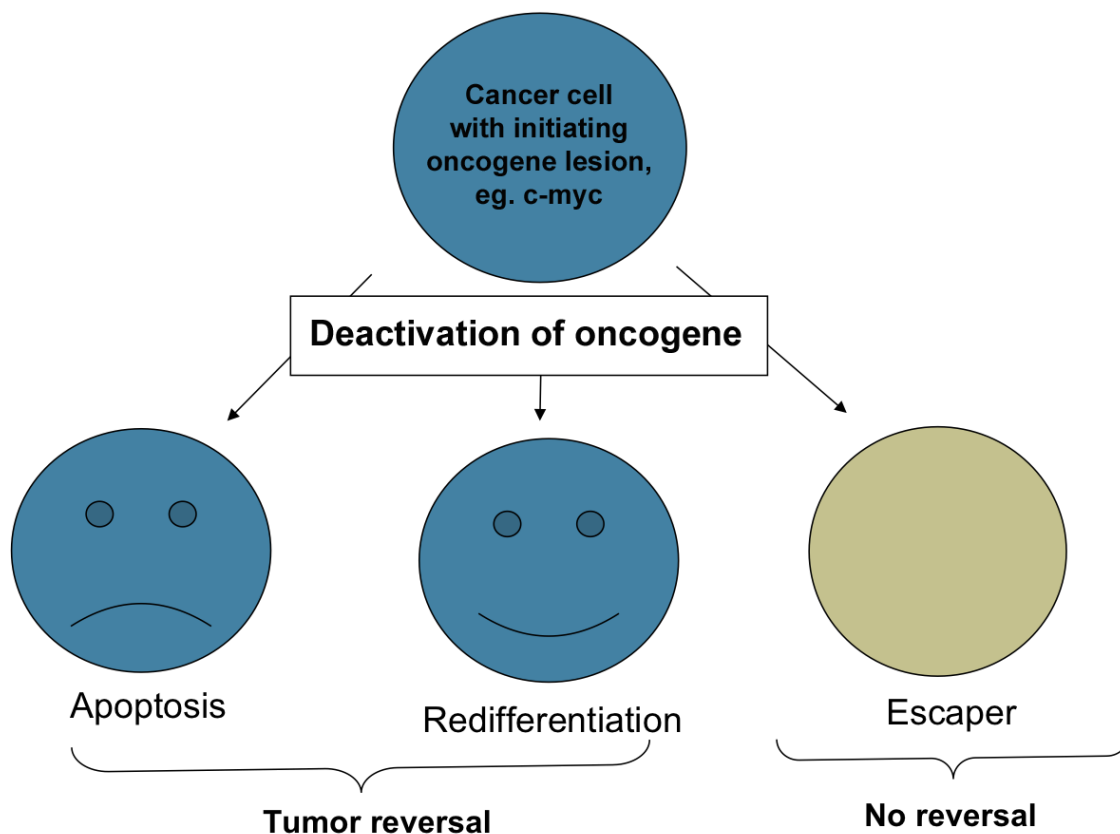 Cancer cell
with initiating
oncogene lesion,
eg. c-myc
Deactivation of oncogene
Apoptosis
Redifferentiation
Escaper
Tumor reversal
No reversal